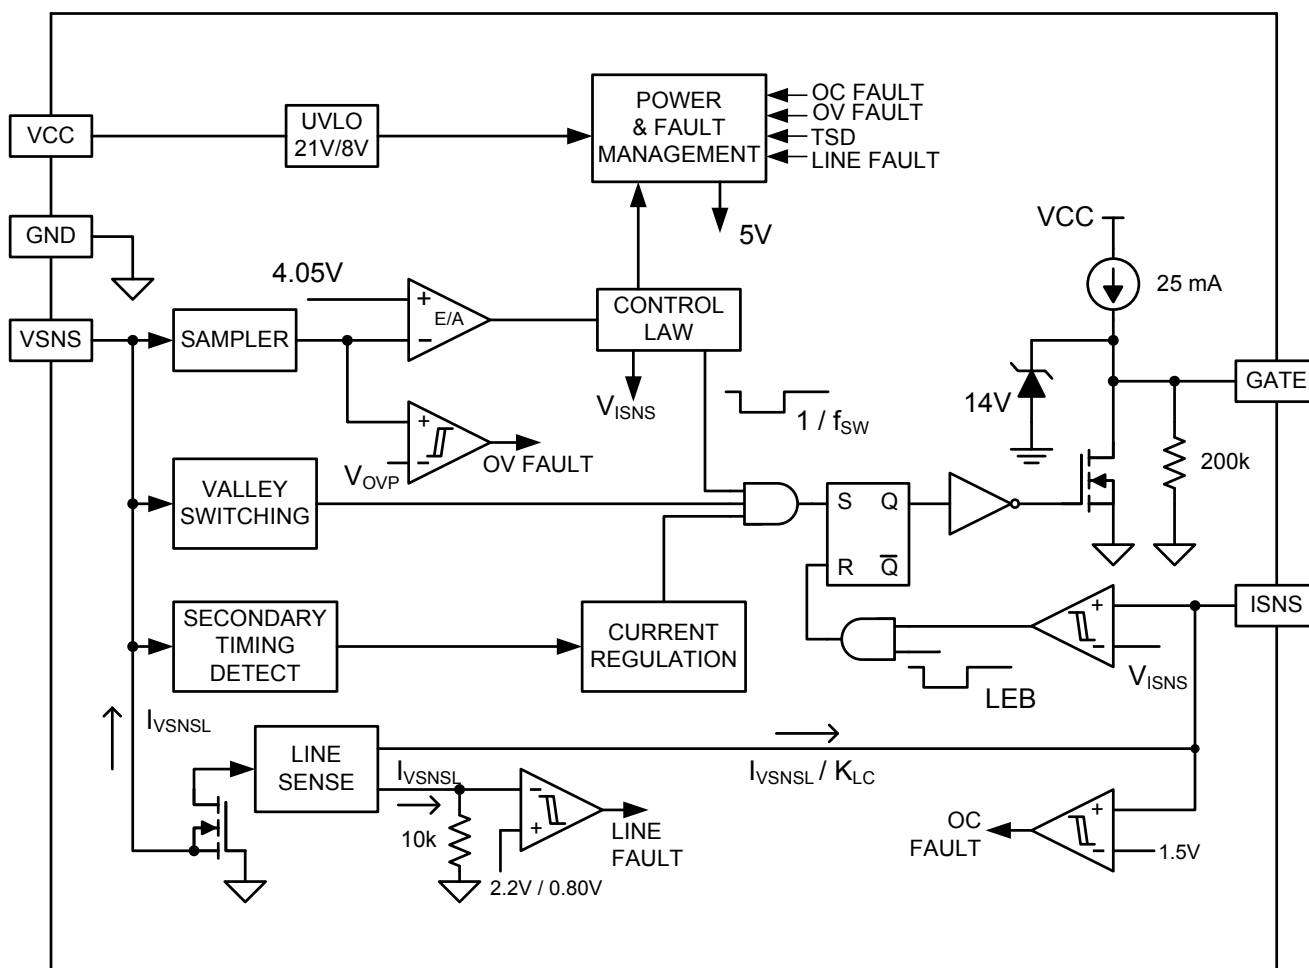 VCC
UVLO
21V/8V
POWER
& FAULT
MANAGEMENT
OC FAULT
OV FAULT
TSD
LINE FAULT
5V
GND
VSNS
SAMPLER
4.05V
+
E/A
−
CONTROL
LAW
V_ISNS
1 / f_SW
VCC
25 mA
14V
GATE
200k
+
−
V_OVP
OV FAULT
VALLEY
SWITCHING
S Q
R Q̅
ISNS
+
−
V_ISNS
LEB
SECONDARY
TIMING
DETECT
CURRENT
REGULATION
I_VSNSL
LINE
SENSE
I_VSNSL
I_VSNSL / K_LC
10k
−
+
2.2V / 0.80V
LINE
FAULT
OC
FAULT
+
−
1.5V